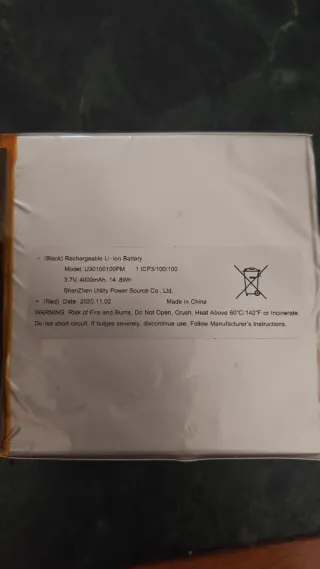 - (Black) Rechargeable Li-ion Battery
Model: U30100100PM 1 ICP3/100/100
3.7V, 4000mAh, 14.8Wh
ShenZhen Utility Power Source Co., Ltd.
+ (Red) Date: 2020.11.02 Made in China
WARNING: Risk of Fire and Burns. Do Not Open, Crush, Heat Above 60°C/140°F or Incinerate.
Do not short circuit. If bulges severely, discontinue use. Follow Manufacturer's Instructions.